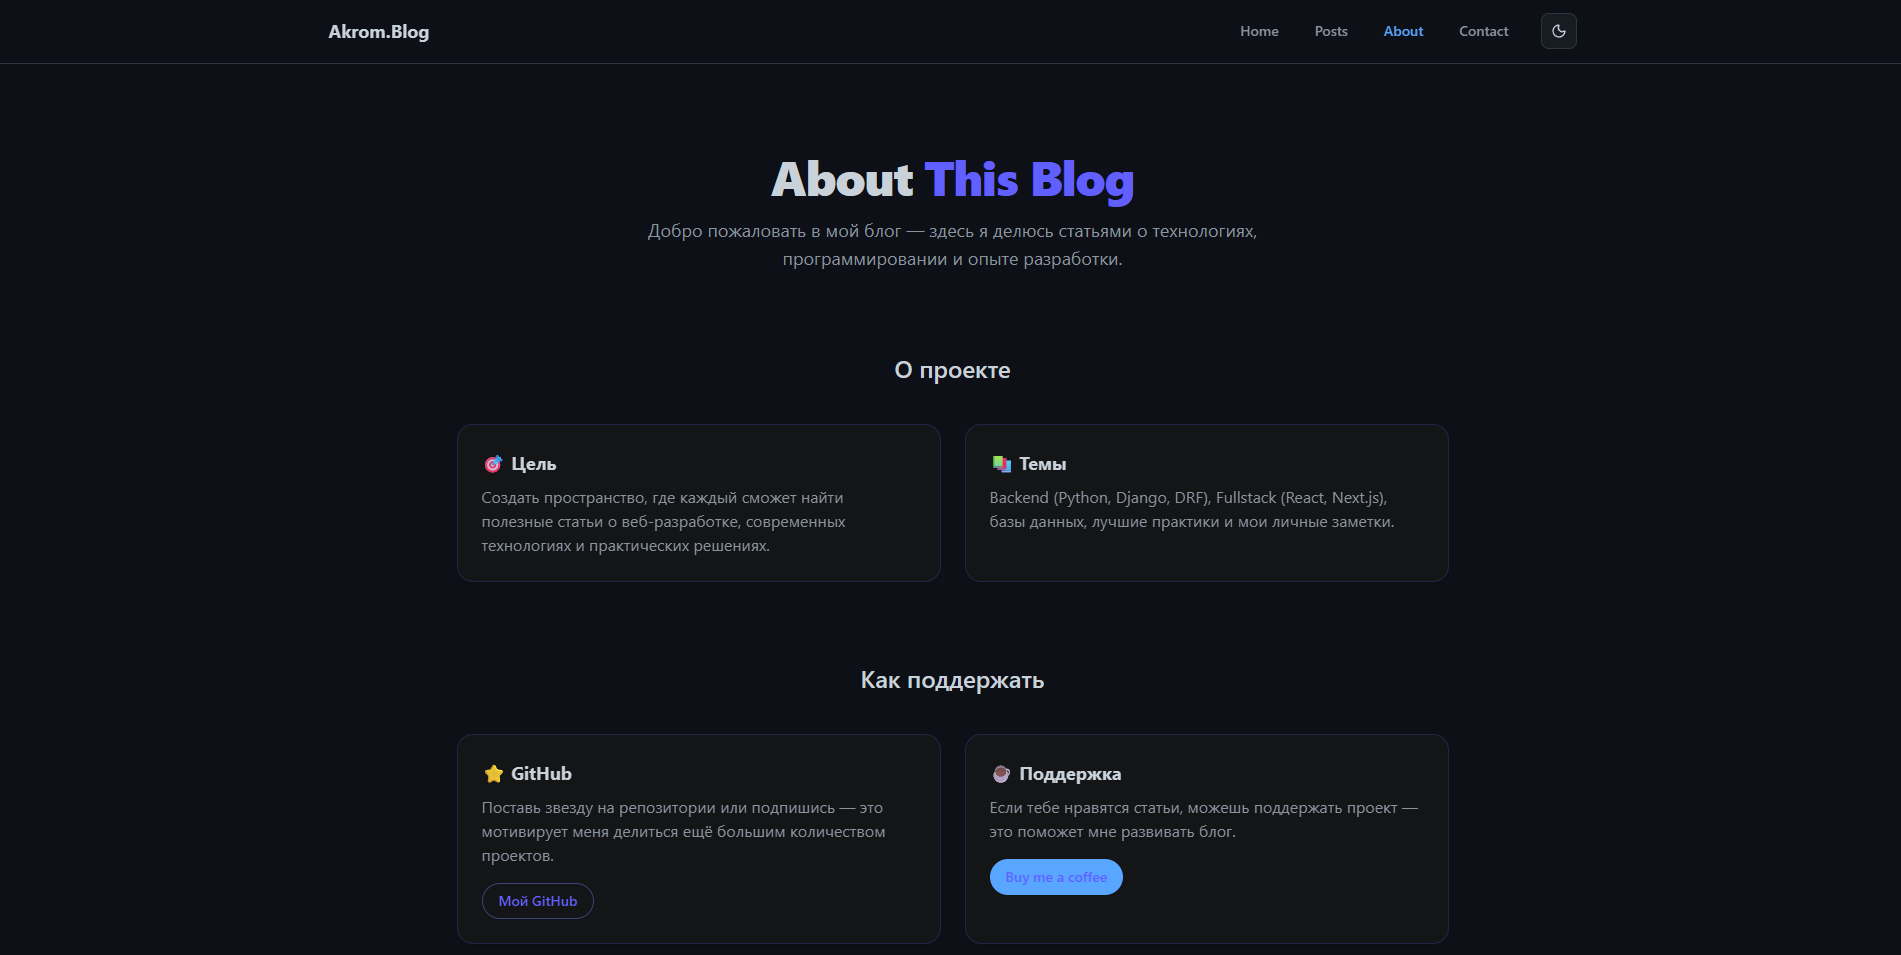 Akrom.Blog
Home
Posts
About
Contact
About This Blog
Добро пожаловать в мой блог — здесь я делюсь статьями о технологиях,
программировании и опыте разработки.
О проекте
Цель
Создать пространство, где каждый сможет найти
полезные статьи о веб-разработке, современных
технологиях и практических решениях.
Темы
Backend (Python, Django, DRF), Fullstack (React, Next.js),
базы данных, лучшие практики и мои личные заметки.
Как поддержать
GitHub
Поставь звезду на репозитории или подпишись — это
мотивирует меня делиться ещё большим количеством
проектов.
Мой GitHub
Поддержка
Если тебе нравятся статьи, можешь поддержать проект —
это поможет мне развивать блог.
Buy me a coffee